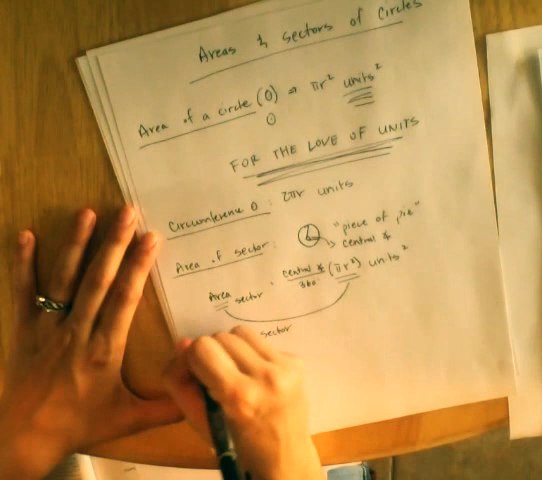 Areas & Sectors of Circles
Area of a circle (O) → πr² units²
FOR THE LOVE OF UNITS
Circumference O: 2πr units
Area of sector: "piece of pie"
central ∡
Area sector = central ∡/360° (πr²) units²
sector